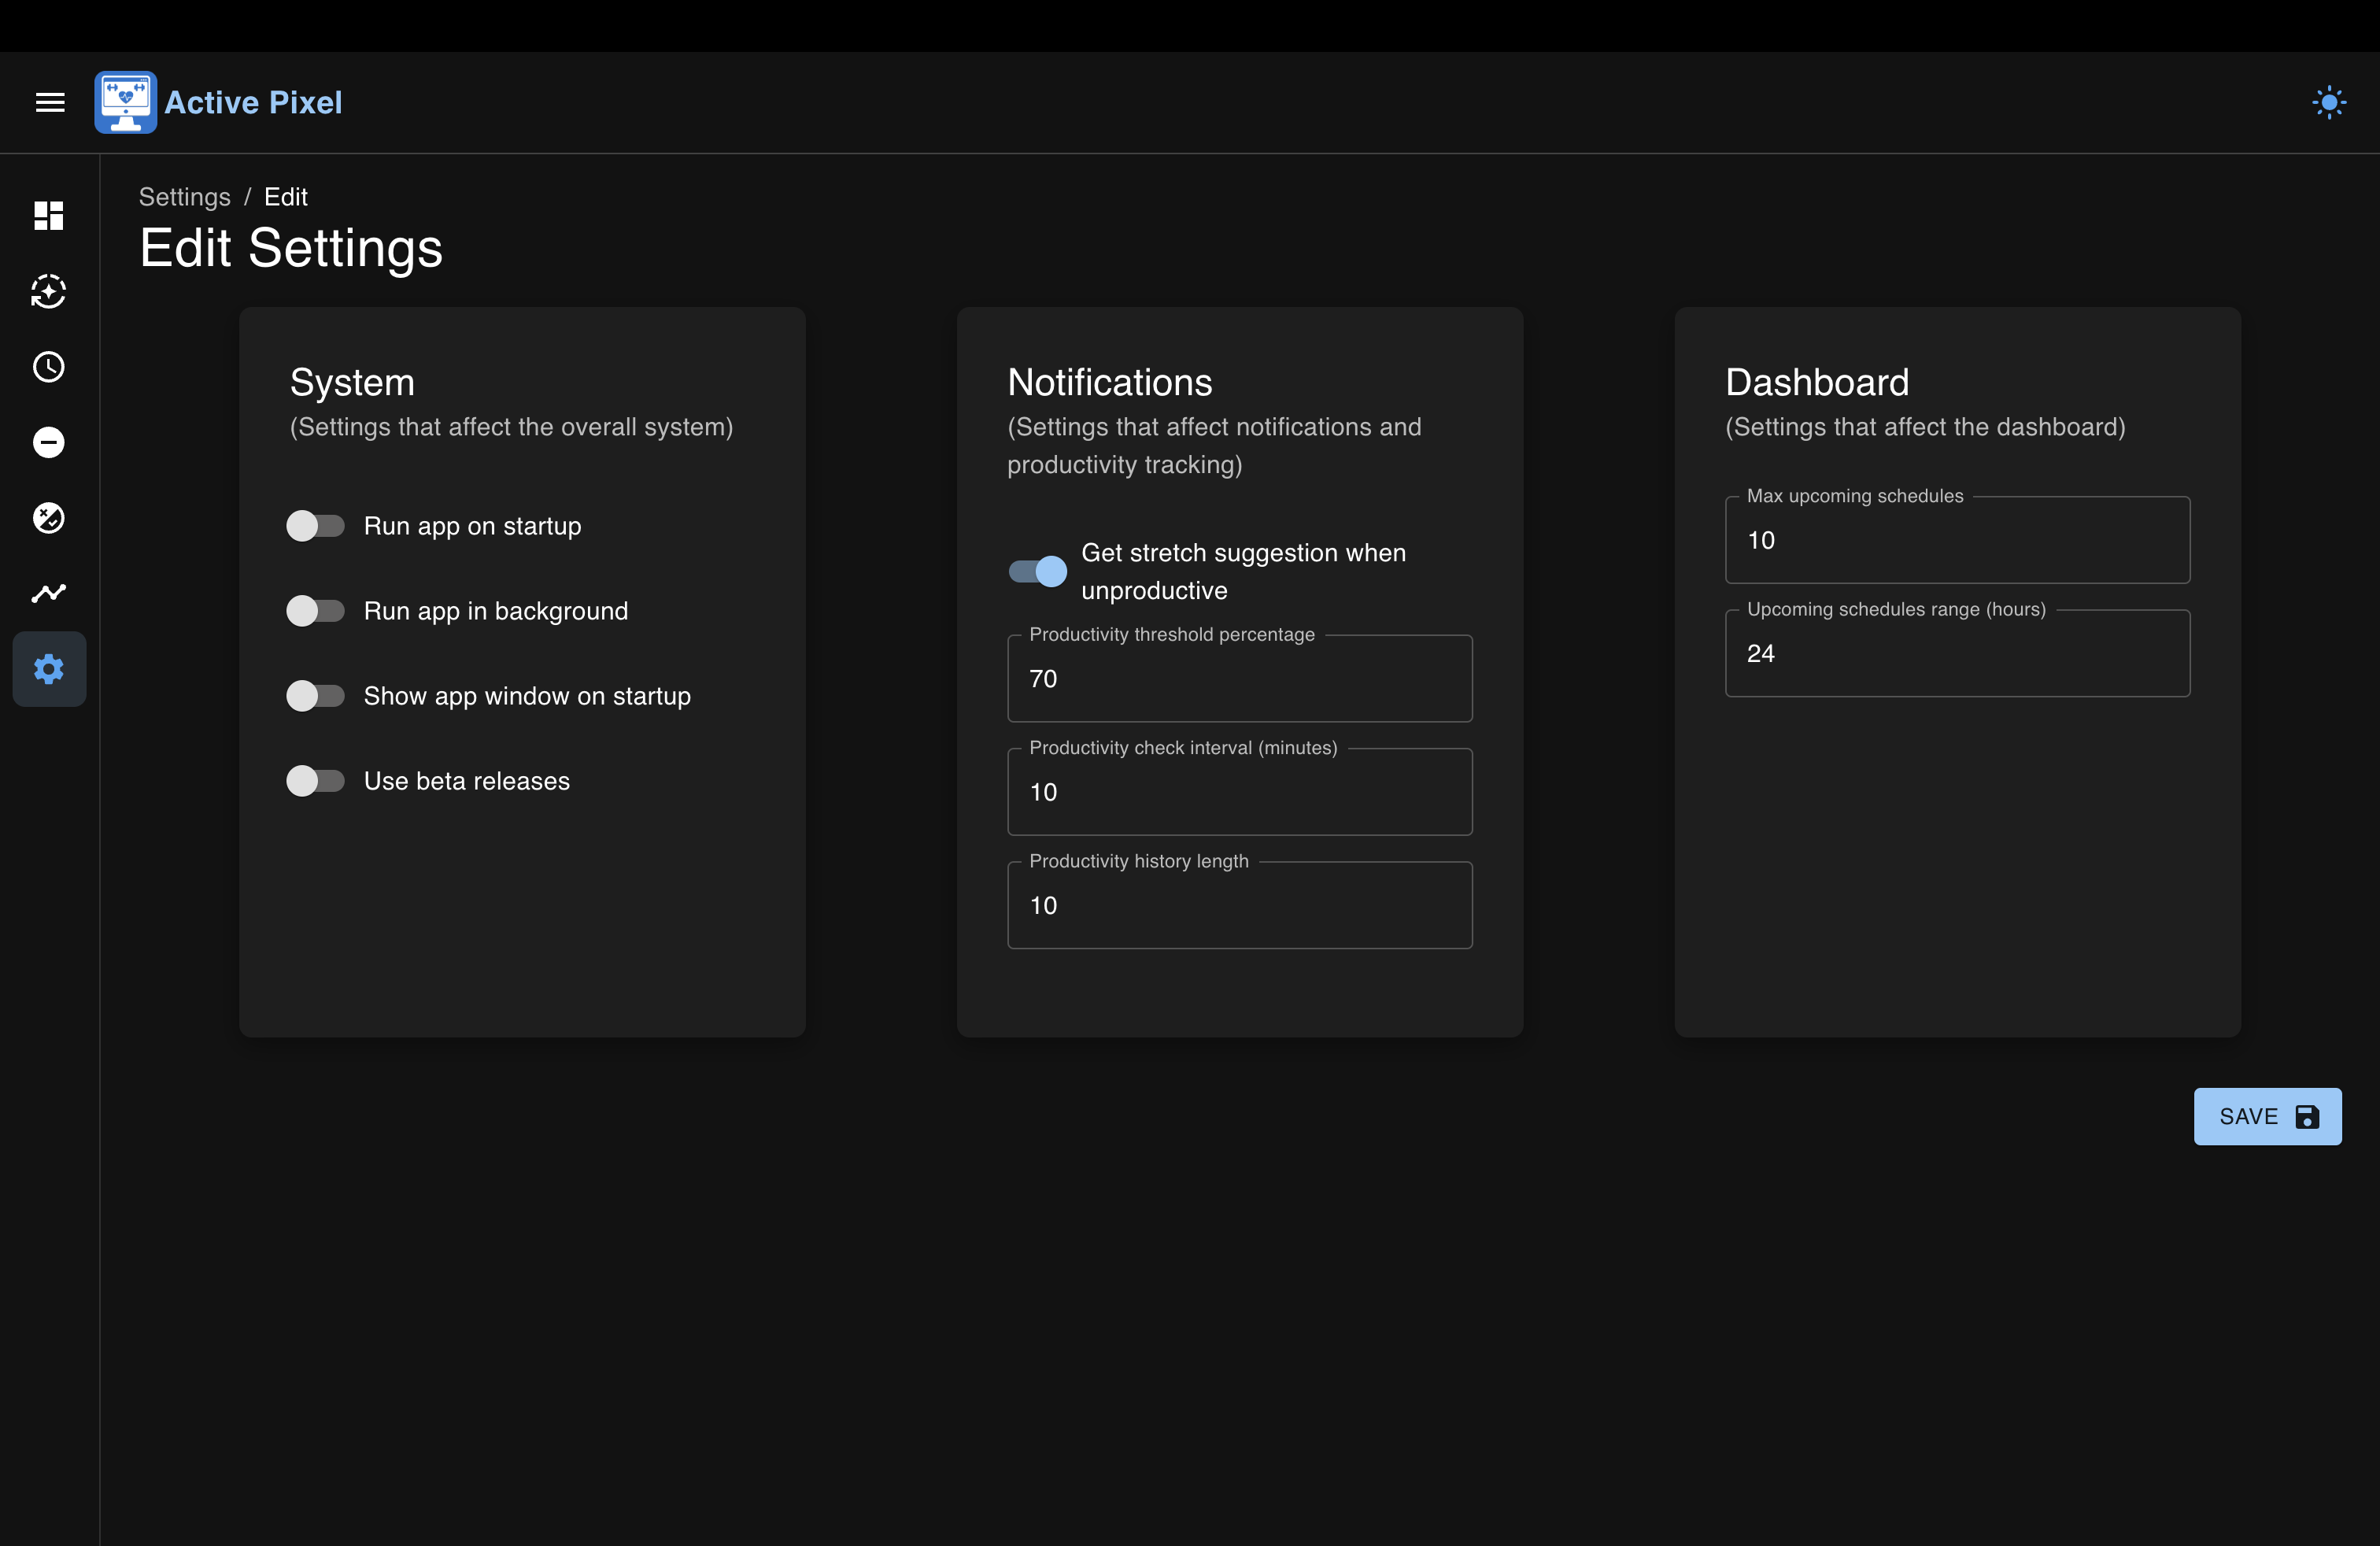 Active Pixel
Settings / Edit
Edit Settings
System
(Settings that affect the overall system)
Run app on startup
Run app in background
Show app window on startup
Use beta releases
Notifications
(Settings that affect notifications and
productivity tracking)
Get stretch suggestion when
unproductive
Productivity threshold percentage
70
Productivity check interval (minutes)
10
Productivity history length
10
Dashboard
(Settings that affect the dashboard)
Max upcoming schedules
10
Upcoming schedules range (hours)
24
SAVE